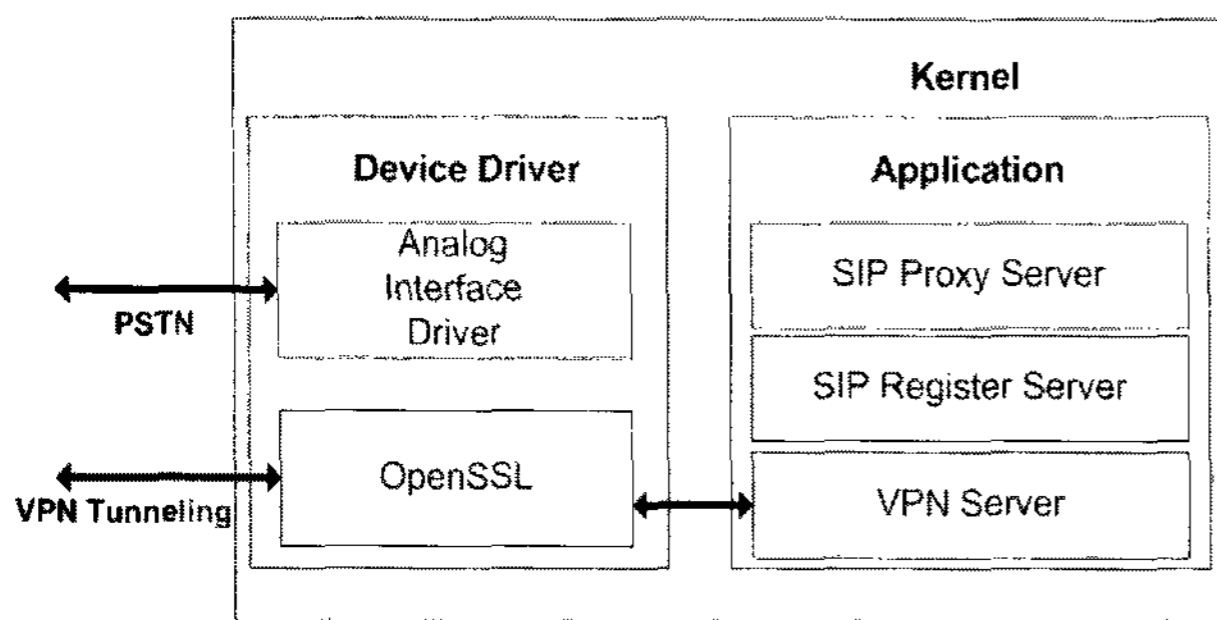 Kernel
Device Driver
Application
Analog
Interface
Driver
SIP Proxy Server
PSTN
SIP Register Server
OpenSSL
VPN Tunneling
VPN Server